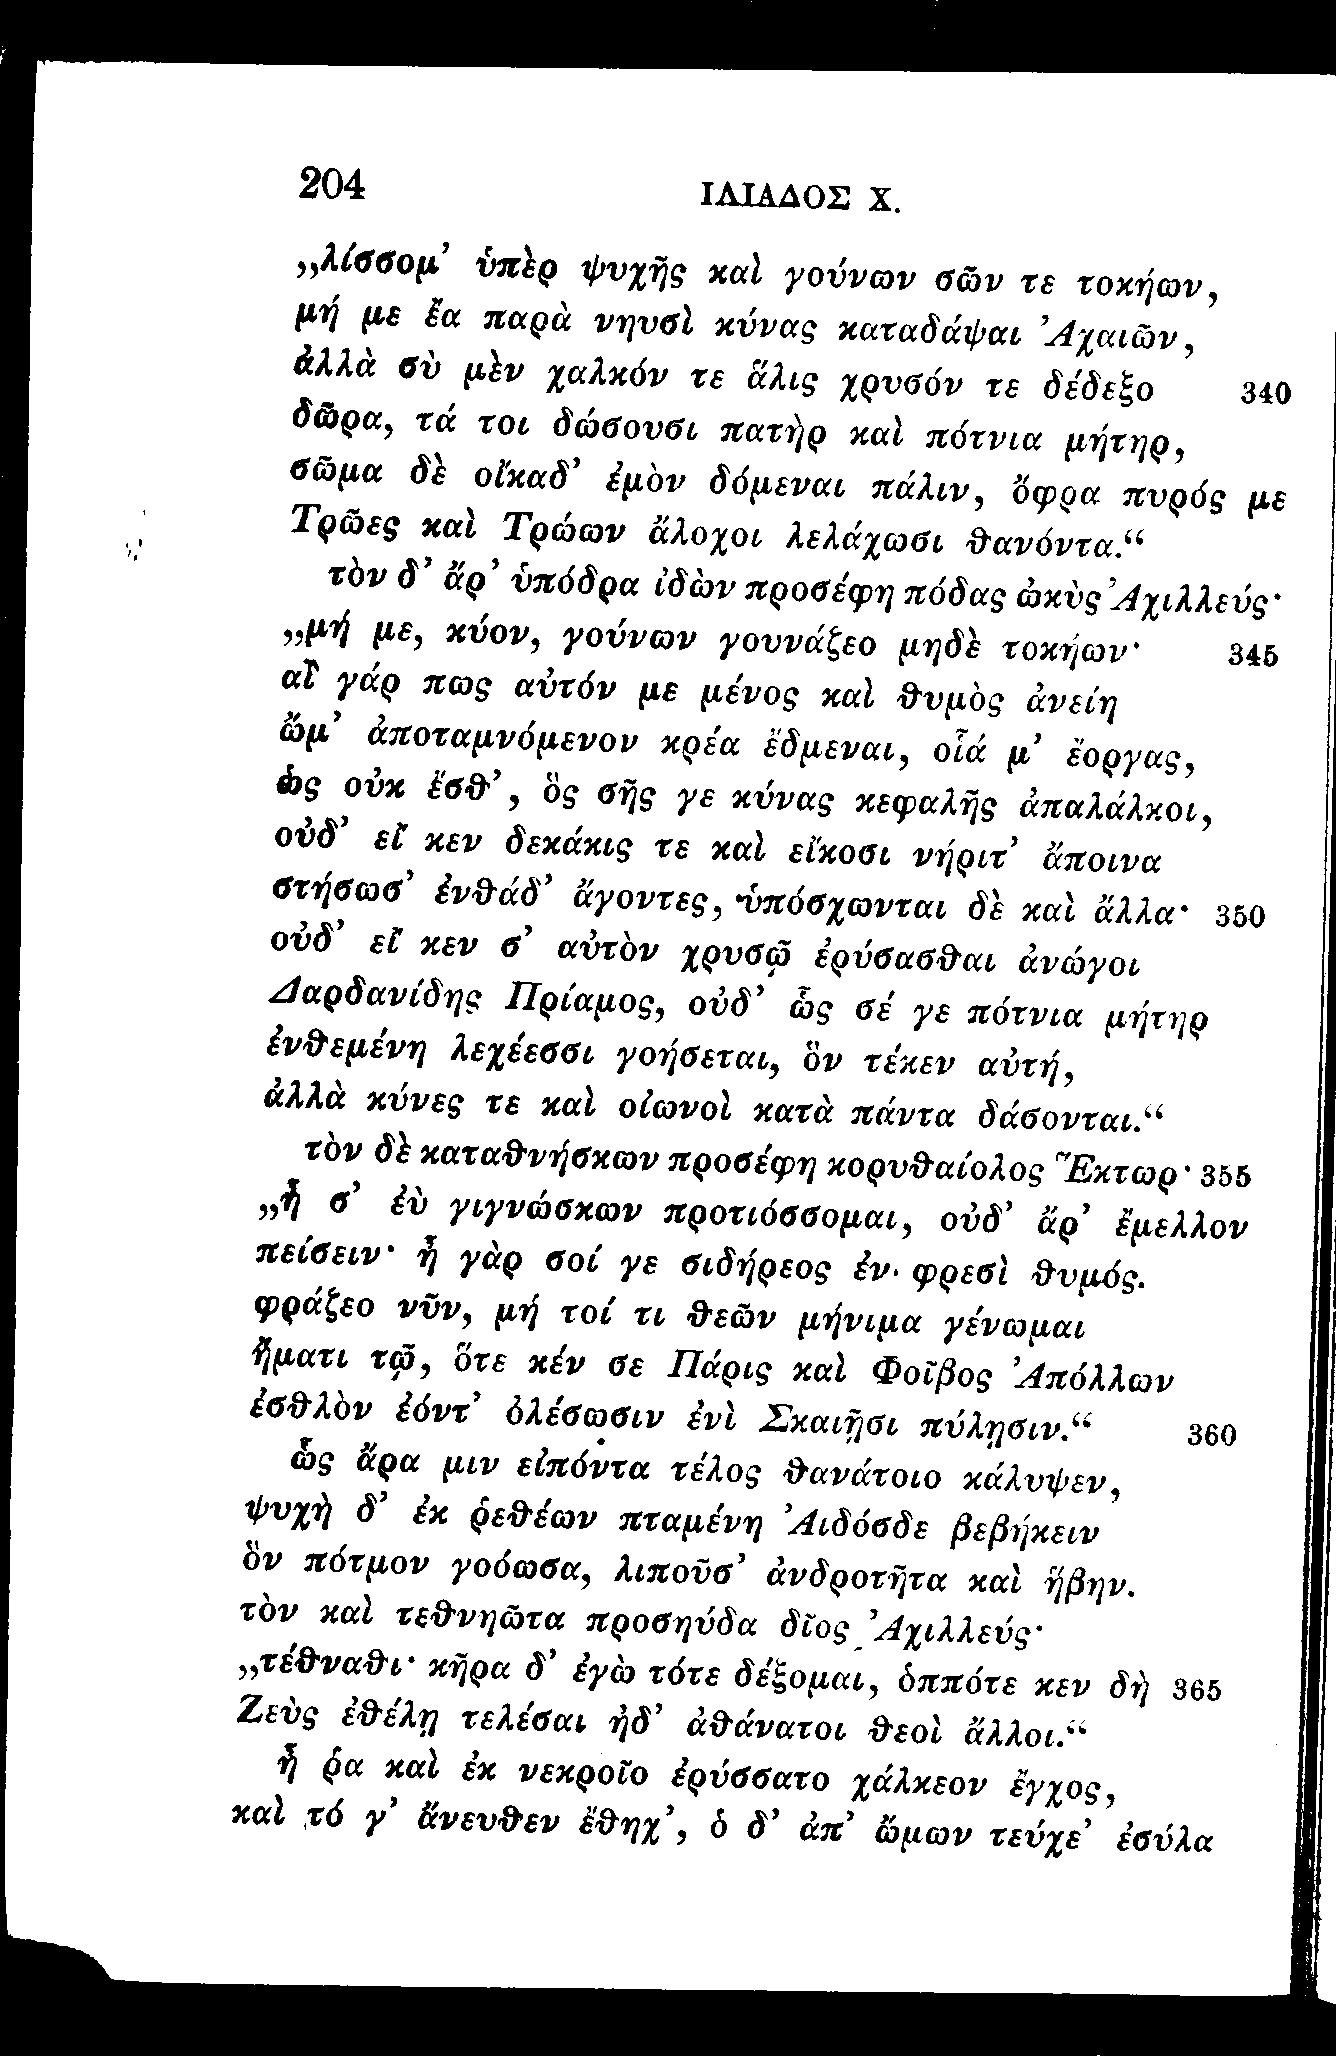 204 ΙΛΙΑΔΟΣ Χ.
„λίσσομ’ ὑπὲρ ψυχῆς καὶ γούνων σῶν τε τοκήων,
μή με ἔα παρὰ νηυσὶ κύνας καταδάψαι Ἀχαιῶν,
ἀλλὰ σὺ μὲν χαλκόν τε ἅλις χρυσόν τε δέδεξο 340
δῶρα, τά τοι δώσουσι πατὴρ καὶ πότνια μήτηρ,
σῶμα δὲ οἴκαδ’ ἐμὸν δόμεναι πάλιν, ὄφρα πυρός με
Τρῶες καὶ Τρώων ἄλοχοι λελάχωσι θανόντα.“
τὸν δ’ ἄρ’ ὑπόδρα ἰδὼν προσέφη πόδας ὠκὺς Ἀχιλλεύς·
„μή με, κύον, γούνων γουνάζεο μηδὲ τοκήων· 345
αἲ γάρ πως αὐτόν με μένος καὶ θυμὸς ἀνείη
ὤμ’ ἀποταμνόμενον κρέα ἔδμεναι, οἷά μ’ ἔοργας,
ὡς οὐκ ἔσθ’, ὃς σῆς γε κύνας κεφαλῆς ἀπαλάλκοι,
οὐδ’ εἴ κεν δεκάκις τε καὶ εἴκοσι νήριτ’ ἄποινα
στήσωσ’ ἐνθάδ’ ἄγοντες, ὑπόσχωνται δὲ καὶ ἄλλα· 350
οὐδ’ εἴ κεν σ’ αὐτὸν χρυσῷ ἐρύσασθαι ἀνώγοι
Δαρδανίδης Πρίαμος, οὐδ’ ὧς σέ γε πότνια μήτηρ
ἐνθεμένη λεχέεσσι γοήσεται, ὃν τέκεν αὐτή,
ἀλλὰ κύνες τε καὶ οἰωνοὶ κατὰ πάντα δάσονται.“
τὸν δὲ καταθνήσκων προσέφη κορυθαίολος Ἕκτωρ· 355
„ἦ σ’ ἐὺ γιγνώσκων προτιόσσομαι, οὐδ’ ἄρ’ ἔμελλον
πείσειν· ἦ γὰρ σοί γε σιδήρεος ἐν φρεσὶ θυμός.
φράζεο νῦν, μή τοί τι θεῶν μήνιμα γένωμαι
ἤματι τῷ, ὅτε κέν σε Πάρις καὶ Φοῖβος Ἀπόλλων
ἐσθλὸν ἐόντ’ ὀλέσωσιν ἐνὶ Σκαιῇσι πύλῃσιν.“ 360
ὣς ἄρα μιν εἰπόντα τέλος θανάτοιο κάλυψεν,
ψυχὴ δ’ ἐκ ῥεθέων πταμένη Ἀιδόσδε βεβήκειν
ὃν πότμον γοόωσα, λιποῦσ’ ἀνδροτῆτα καὶ ἥβην.
τὸν καὶ τεθνηῶτα προσηύδα δῖος Ἀχιλλεύς·
„τέθναθι· κῆρα δ’ ἐγὼ τότε δέξομαι, ὁππότε κεν δὴ 365
Ζεὺς ἐθέλῃ τελέσαι ἠδ’ ἀθάνατοι θεοὶ ἄλλοι.“
ἦ ῥα καὶ ἐκ νεκροῖο ἐρύσσατο χάλκεον ἔγχος,
καὶ τό γ’ ἄνευθεν ἔθηχ’, ὁ δ’ ἀπ’ ὤμων τεύχε’ ἐσύλα